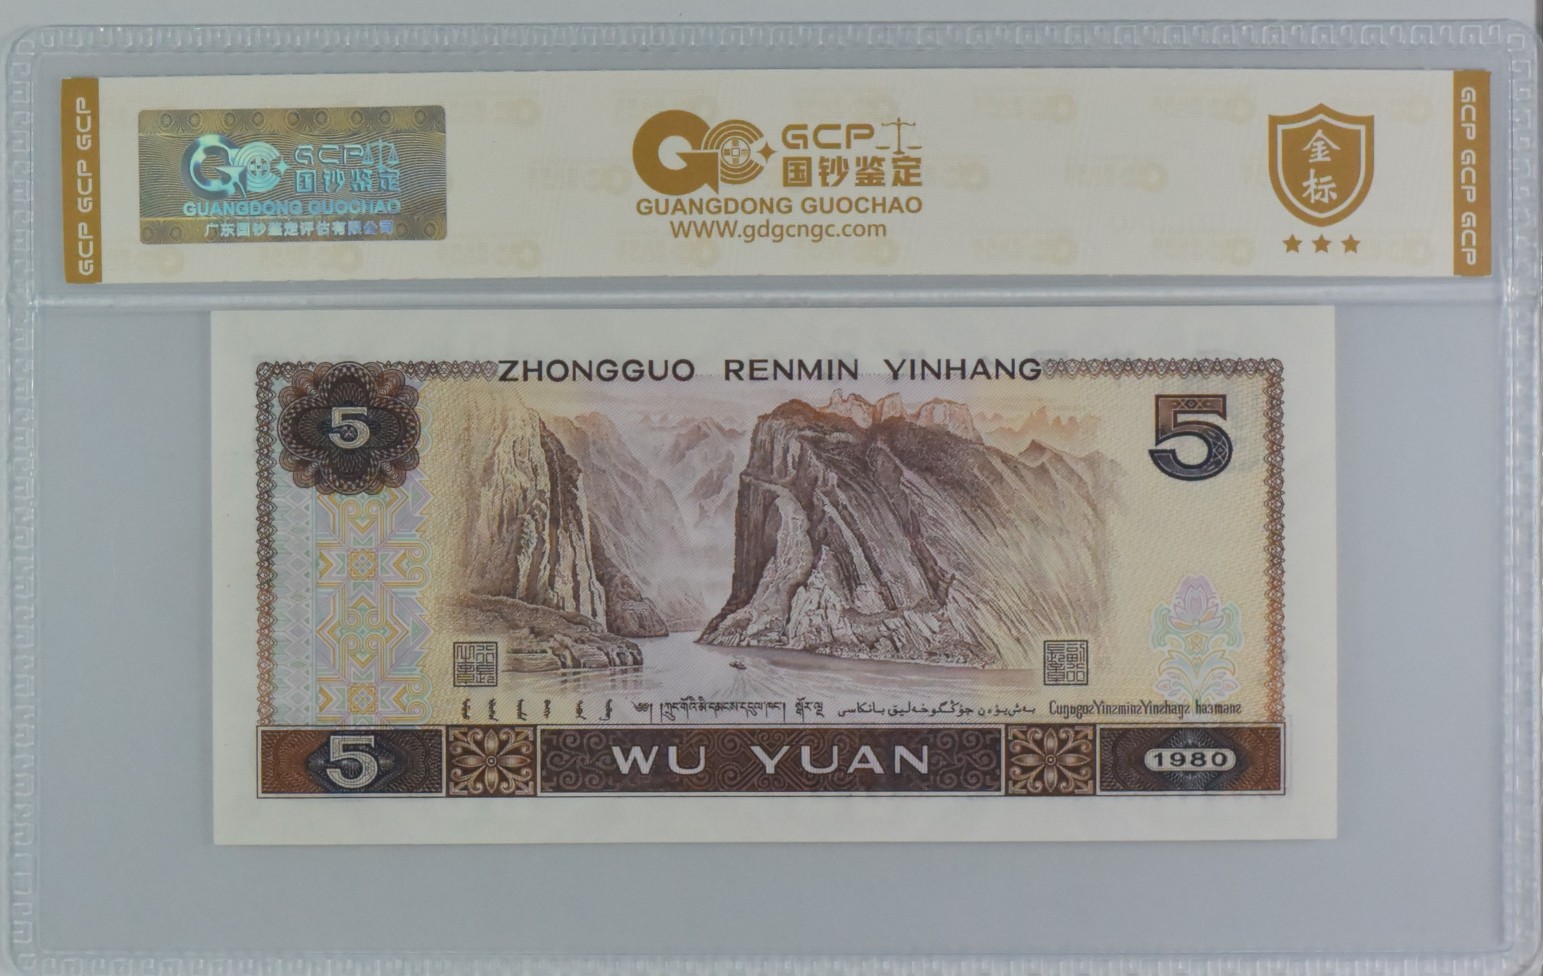 GCP GCP GCP
GCP
国钞鉴定
GUANGDONG GUOCHAO
广东国钞鉴定评估有限公司
GCP
国钞鉴定
GUANGDONG GUOCHAO
WWW.gdgcngc.com
金标
GCP GCP GCP
ZHONGGUO RENMIN YINHANG
5
5
5
WU YUAN
1980